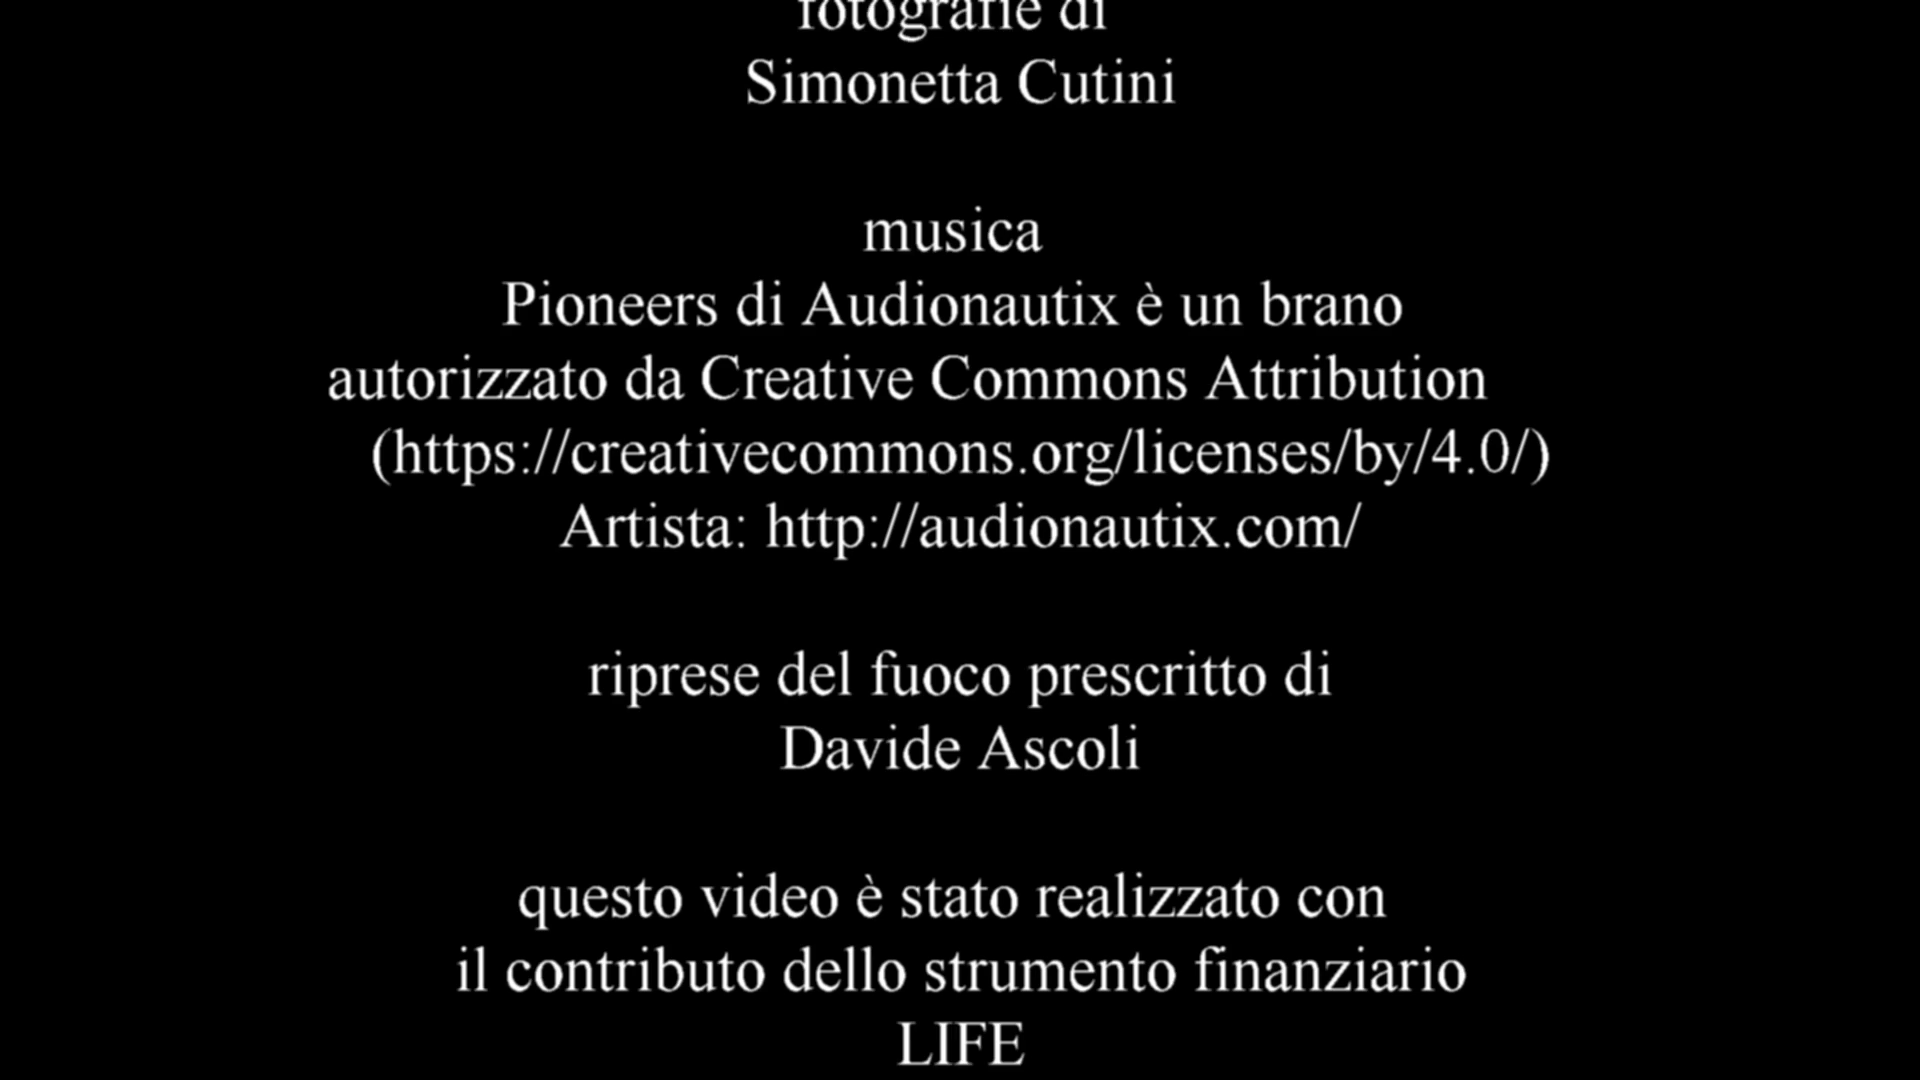 fotografie di
Simonetta Cutini
musica
Pioneers di Audionautix è un brano
autorizzato da Creative Commons Attribution
(https://creativecommons.org/licenses/by/4.0/)
Artista: http://audionautix.com/
riprese del fuoco prescritto di
Davide Ascoli
questo video è stato realizzato con
il contributo dello strumento finanziario
LIFE